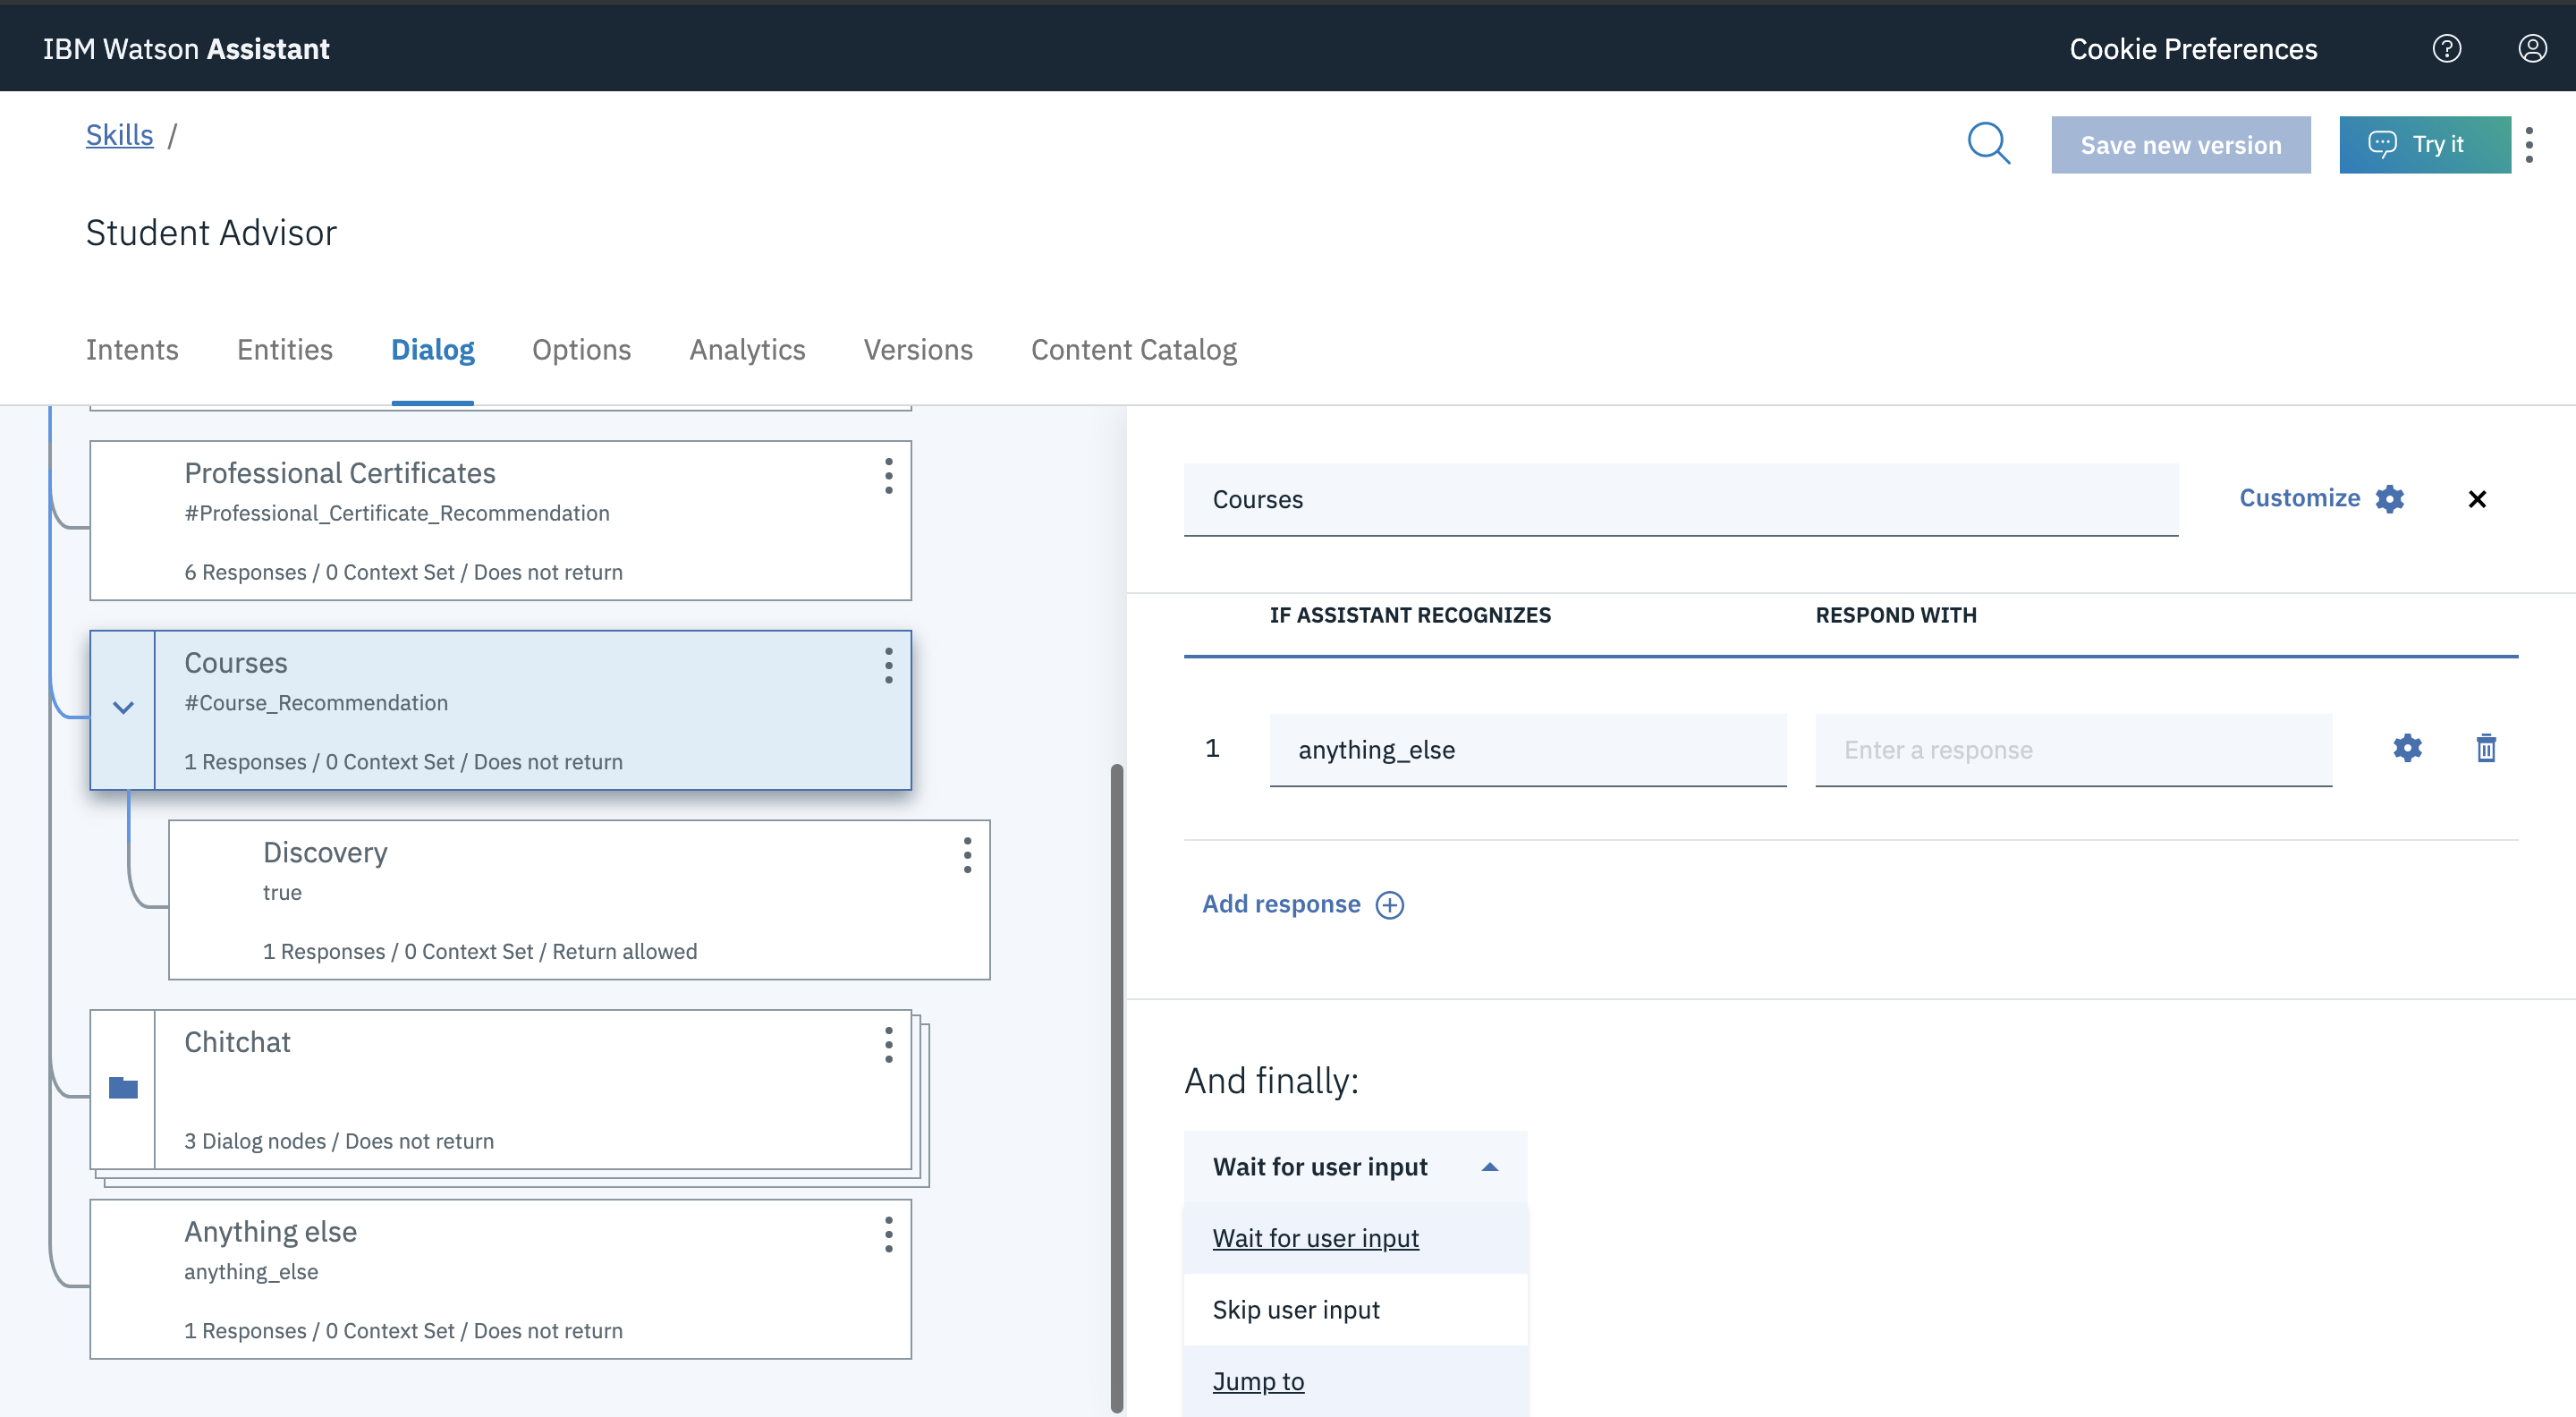 IBM Watson Assistant
Cookie Preferences
Skills /
Save new version
Try it
Student Advisor
Intents
Entities
Dialog
Options
Analytics
Versions
Content Catalog
Professional Certificates
#Professional_Certificate_Recommendation
6 Responses / 0 Context Set / Does not return
Courses
#Course_Recommendation
1 Responses / 0 Context Set / Does not return
Discovery
true
1 Responses / 0 Context Set / Return allowed
Chitchat
3 Dialog nodes / Does not return
Anything else
anything_else
1 Responses / 0 Context Set / Does not return
Courses
Customize
IF ASSISTANT RECOGNIZES
RESPOND WITH
1
anything_else
Enter a response
Add response
And finally:
Wait for user input
Wait for user input
Skip user input
Jump to